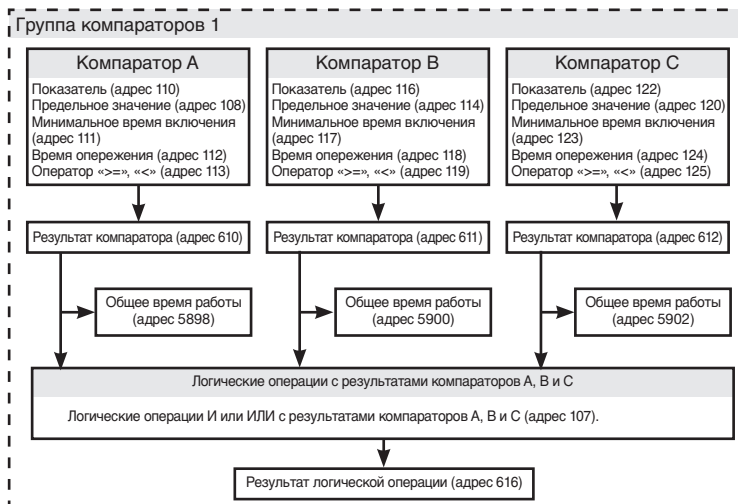 Группа компараторов 1
Компаратор A
Показатель (адрес 110)
Предельное значение (адрес 108)
Минимальное время включения
(адрес 111)
Время опережения (адрес 112)
Оператор «>=», «<» (адрес 113)
Компаратор B
Показатель (адрес 116)
Предельное значение (адрес 114)
Минимальное время включения
(адрес 117)
Время опережения (адрес 118)
Оператор «>=», «<» (адрес 119)
Компаратор C
Показатель (адрес 122)
Предельное значение (адрес 120)
Минимальное время включения
(адрес 123)
Время опережения (адрес 124)
Оператор «>=», «<» (адрес 125)
Результат компаратора (адрес 610)
Результат компаратора (адрес 611)
Результат компаратора (адрес 612)
Общее время работы
(адрес 5898)
Общее время работы
(адрес 5900)
Общее время работы
(адрес 5902)
Логические операции с результатами компараторов A, B и C
Логические операции И или ИЛИ с результатами компараторов A, B и C (адрес 107).
Результат логической операции (адрес 616)